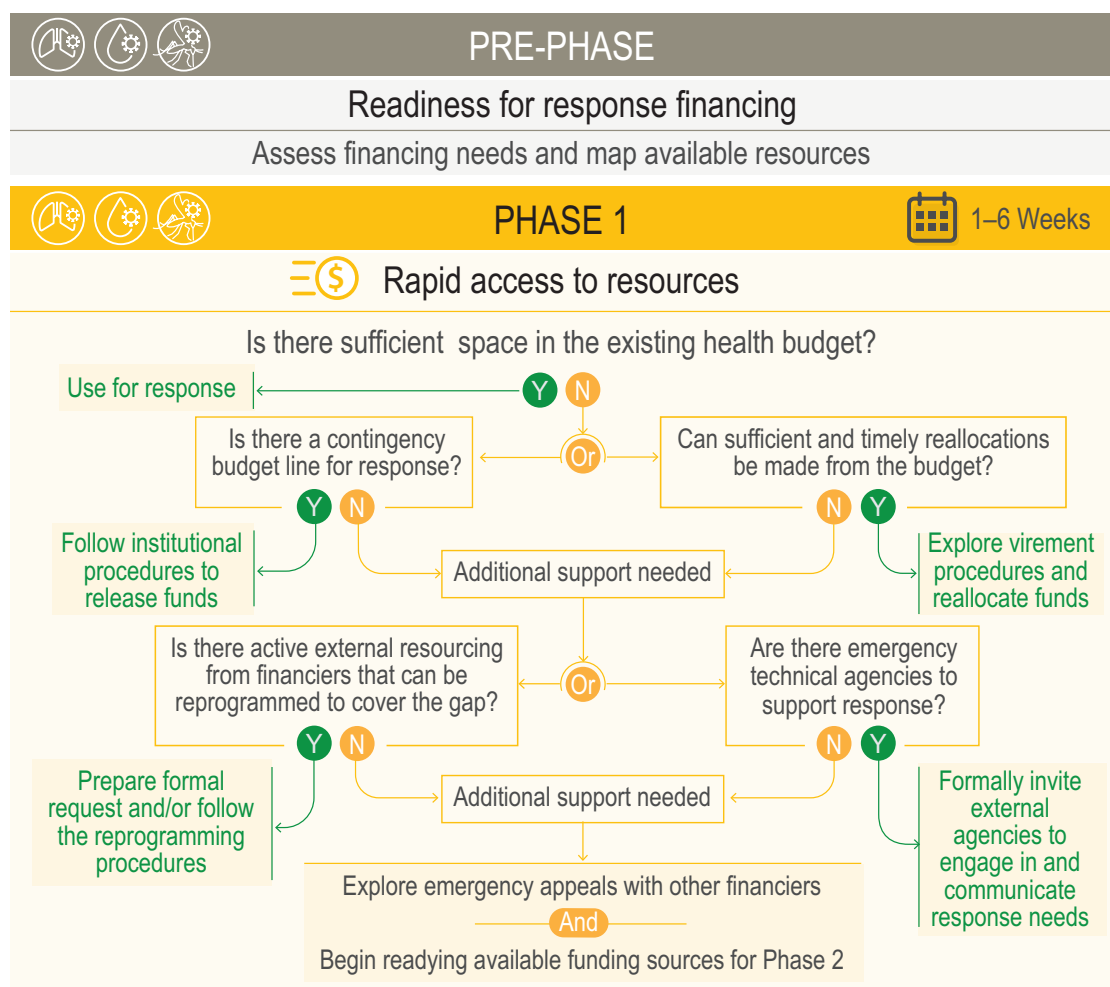 PRE-PHASE
Readiness for response financing
Assess financing needs and map available resources
PHASE 1
1–6 Weeks
$
Rapid access to resources
Is there sufficient space in the existing health budget?
Use for response
Y
N
Or
Is there a contingency
budget line for response?
Y
N
Can sufficient and timely reallocations
be made from the budget?
N
Y
Follow institutional
procedures to
release funds
Additional support needed
Explore virement
procedures and
reallocate funds
Is there active external resourcing
from financiers that can be
reprogrammed to cover the gap?
Y
N
Or
Are there emergency
technical agencies to
support response?
N
Y
Prepare formal
request and/or follow
the reprogramming
procedures
Additional support needed
Formally invite
external
agencies to
engage in and
communicate
response needs
Explore emergency appeals with other financiers
And
Begin readying available funding sources for Phase 2